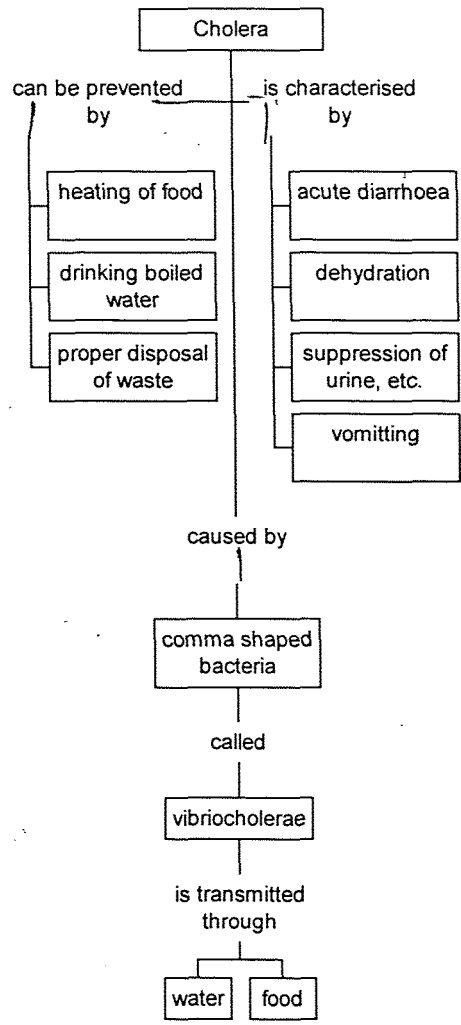 Cholera
can be prevented
by
heating of food
drinking boiled
water
proper disposal
of waste
is characterised
by
acute diarrhoea
dehydration
suppression of
urine, etc.
vomitting
caused by
comma shaped
bacteria
called
vibriocholerae
is transmitted
through
water
food